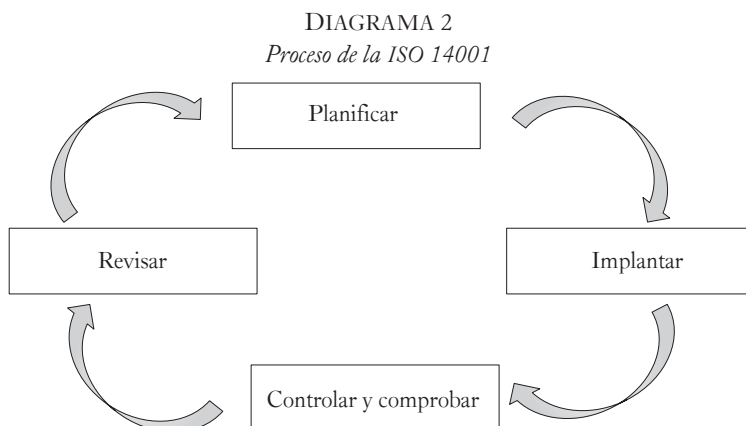 DIAGRAMA 2
Proceso de la ISO 14001
Planificar
Revisar
Implantar
Controlar y comprobar